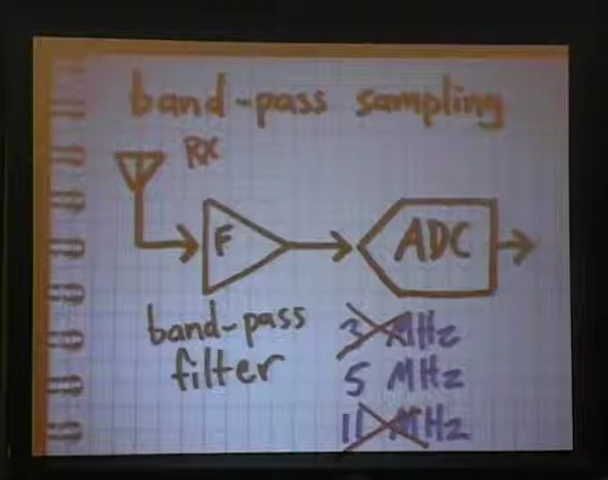 band-pass sampling
RX
F
ADC
band-pass
filter
3 MHz
5 MHz
11 MHz